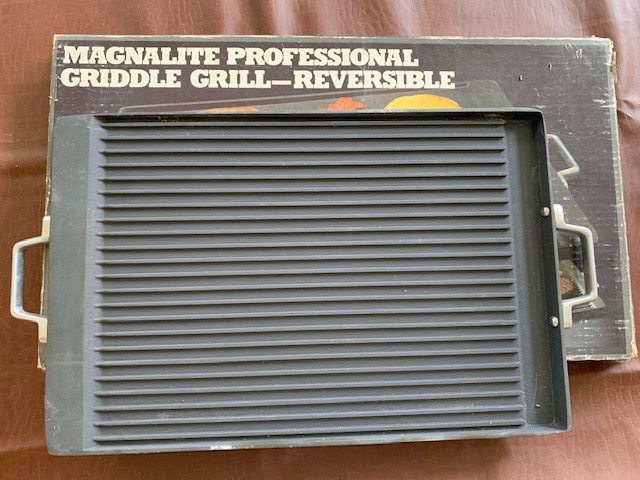 MAGNALITE PROFESSIONAL
GRIDDLE GRILL—REVERSIBLE